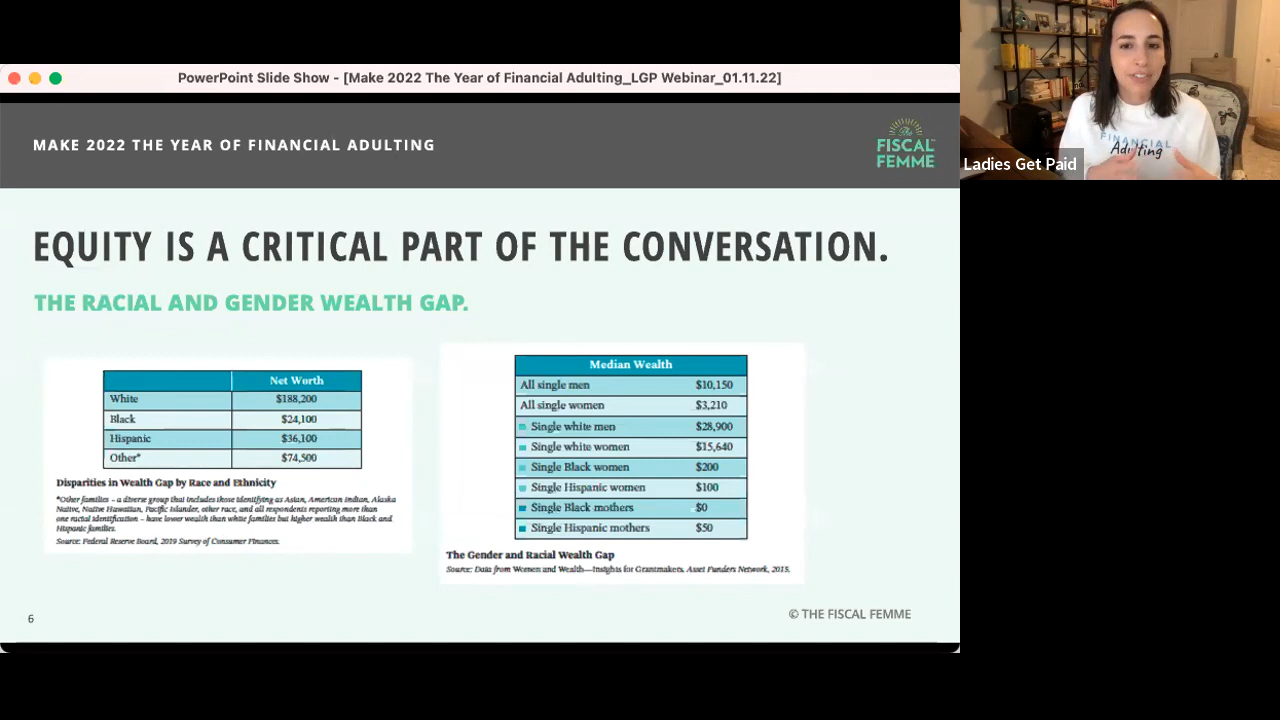 PowerPoint Slide Show - [Make 2022 The Year of Financial Adulting_LGP Webinar_01.11.22]
MAKE 2022 THE YEAR OF FINANCIAL ADULTING
The
FISCAL
FEMME
FINANCIAL
Adulting
Ladies Get Paid
EQUITY IS A CRITICAL PART OF THE CONVERSATION.
THE RACIAL AND GENDER WEALTH GAP.
Net Worth
White $188,200
Black $24,100
Hispanic $36,100
Other* $74,500
Disparities in Wealth Gap by Race and Ethnicity
*Other families – a diverse group that includes those identifying as Asian, American Indian, Alaska
Native, Native Hawaiian, Pacific Islander, other race, and all respondents reporting more than
one racial identification – have lower wealth than white families but higher wealth than Black and
Hispanic families.
Source: Federal Reserve Board, 2019 Survey of Consumer Finances.
Median Wealth
All single men $10,150
All single women $3,210
Single white men $28,900
Single white women $15,640
Single Black women $200
Single Hispanic women $100
Single Black mothers $0
Single Hispanic mothers $50
The Gender and Racial Wealth Gap
Source: Data from Women and Wealth—Insights for Grantmakers, Asset Funders Network, 2015.
6
© THE FISCAL FEMME